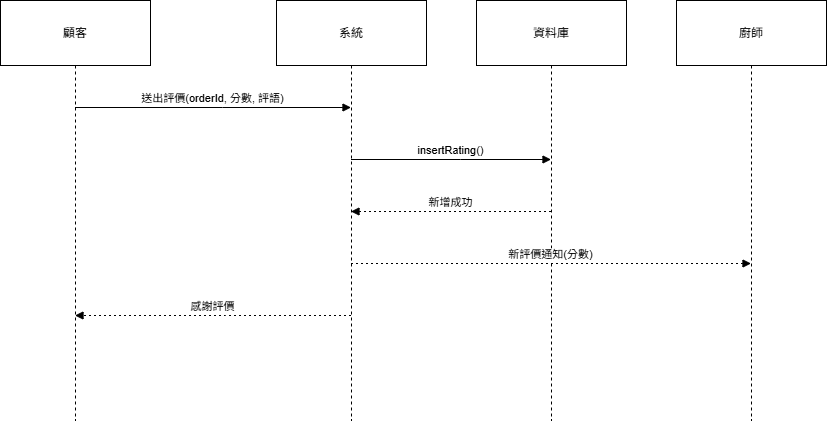 顧客
系統
資料庫
廚師
送出評價(orderId, 分數, 評語)
insertRating()
新增成功
新評價通知(分數)
感謝評價